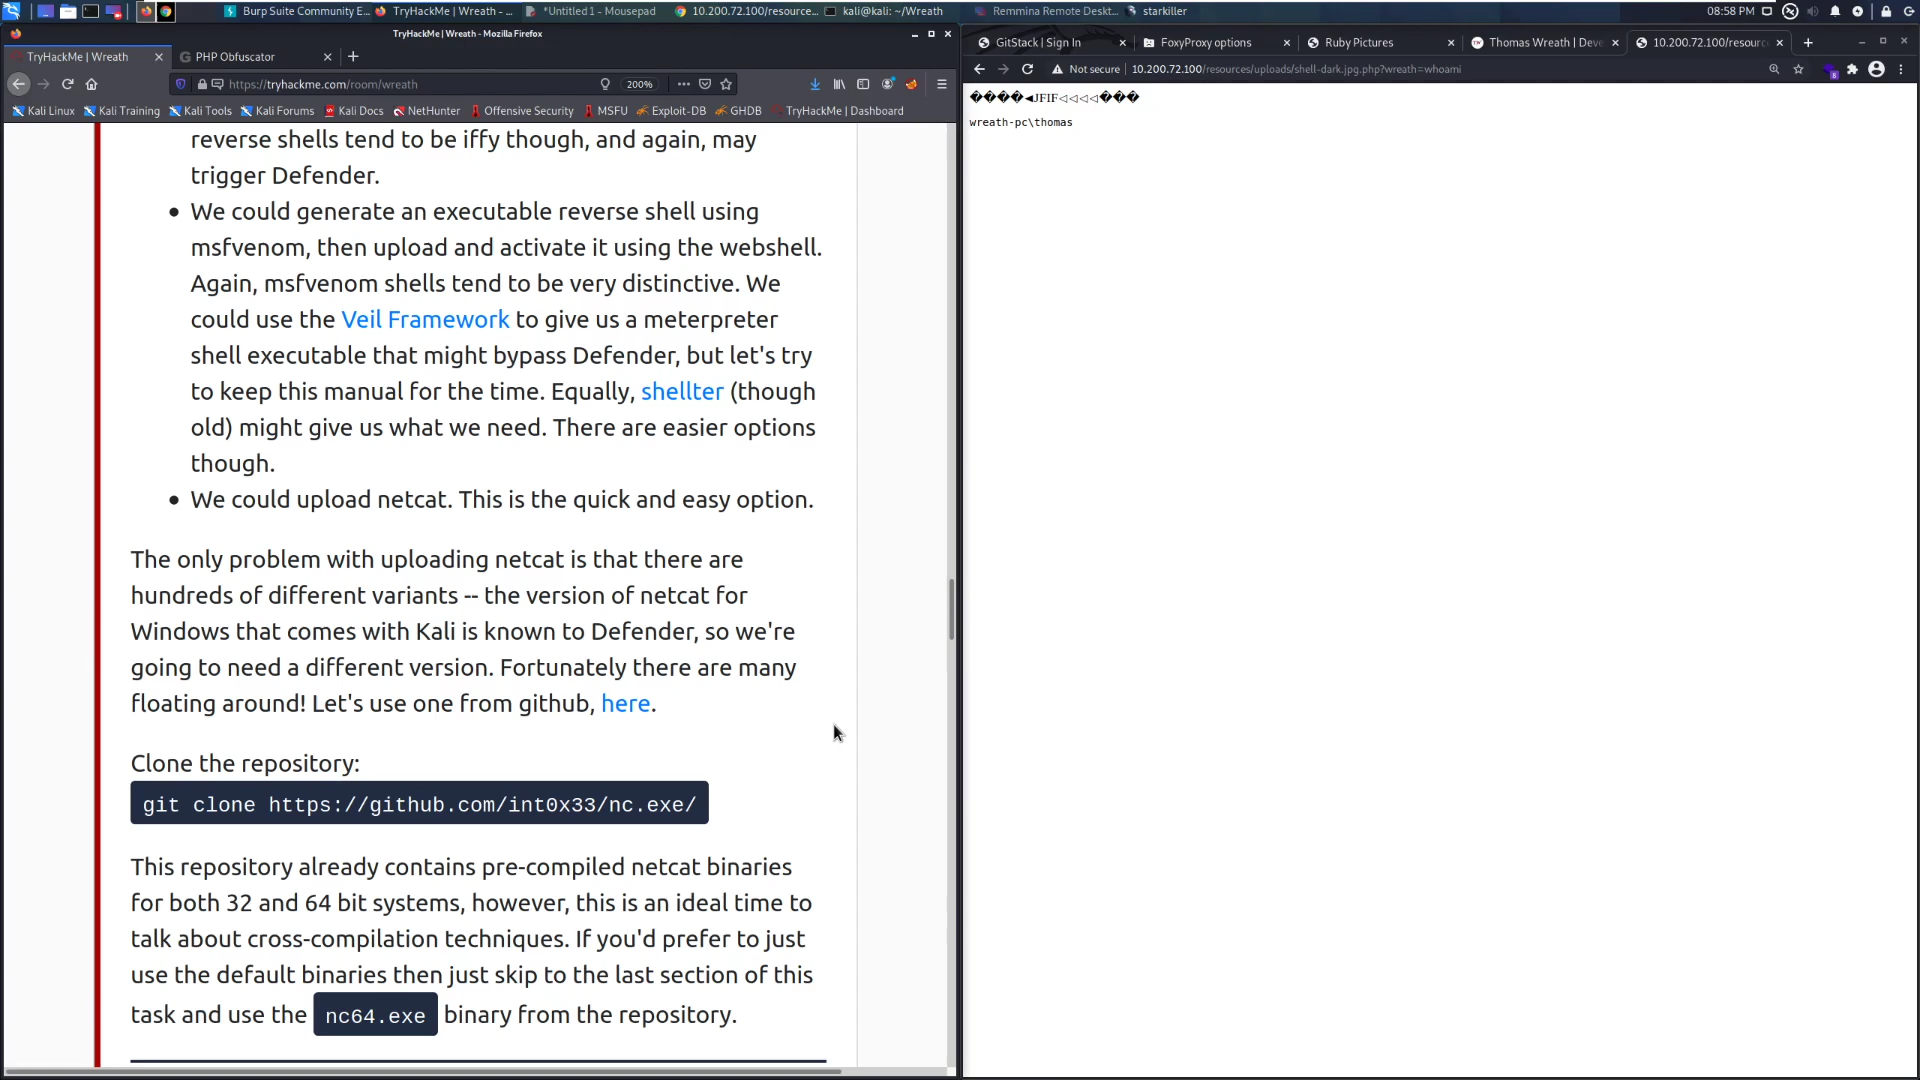 Burp Suite Community E...
TryHackMe | Wreath - ...
*Untitled 1 - Mousepad
10.200.72.100/resource...
kali@kali: ~/Wreath
Remmina Remote Deskt...
starkiller
08:58 PM
TryHackMe | Wreath - Mozilla Firefox
TryHackMe | Wreath
PHP Obfuscator
https://tryhackme.com/room/wreath
200%
Kali Linux
Kali Training
Kali Tools
Kali Forums
Kali Docs
NetHunter
Offensive Security
MSFU
Exploit-DB
GHDB
TryHackMe | Dashboard
reverse shells tend to be iffy though, and again, may
trigger Defender.
• We could generate an executable reverse shell using
msfvenom, then upload and activate it using the webshell.
Again, msfvenom shells tend to be very distinctive. We
could use the Veil Framework to give us a meterpreter
shell executable that might bypass Defender, but let's try
to keep this manual for the time. Equally, shellter (though
old) might give us what we need. There are easier options
though.
• We could upload netcat. This is the quick and easy option.
The only problem with uploading netcat is that there are
hundreds of different variants -- the version of netcat for
Windows that comes with Kali is known to Defender, so we're
going to need a different version. Fortunately there are many
floating around! Let's use one from github, here.
Clone the repository:
git clone https://github.com/int0x33/nc.exe/
This repository already contains pre-compiled netcat binaries
for both 32 and 64 bit systems, however, this is an ideal time to
talk about cross-compilation techniques. If you'd prefer to just
use the default binaries then just skip to the last section of this
task and use the nc64.exe binary from the repository.
GitStack | Sign In
FoxyProxy options
Ruby Pictures
Thomas Wreath | Deve
10.200.72.100/resourc
Not secure
10.200.72.100/resources/uploads/shell-dark.jpg.php?wreath=whoami
����◄JFIF◁◁◁◁���
wreath-pc\thomas